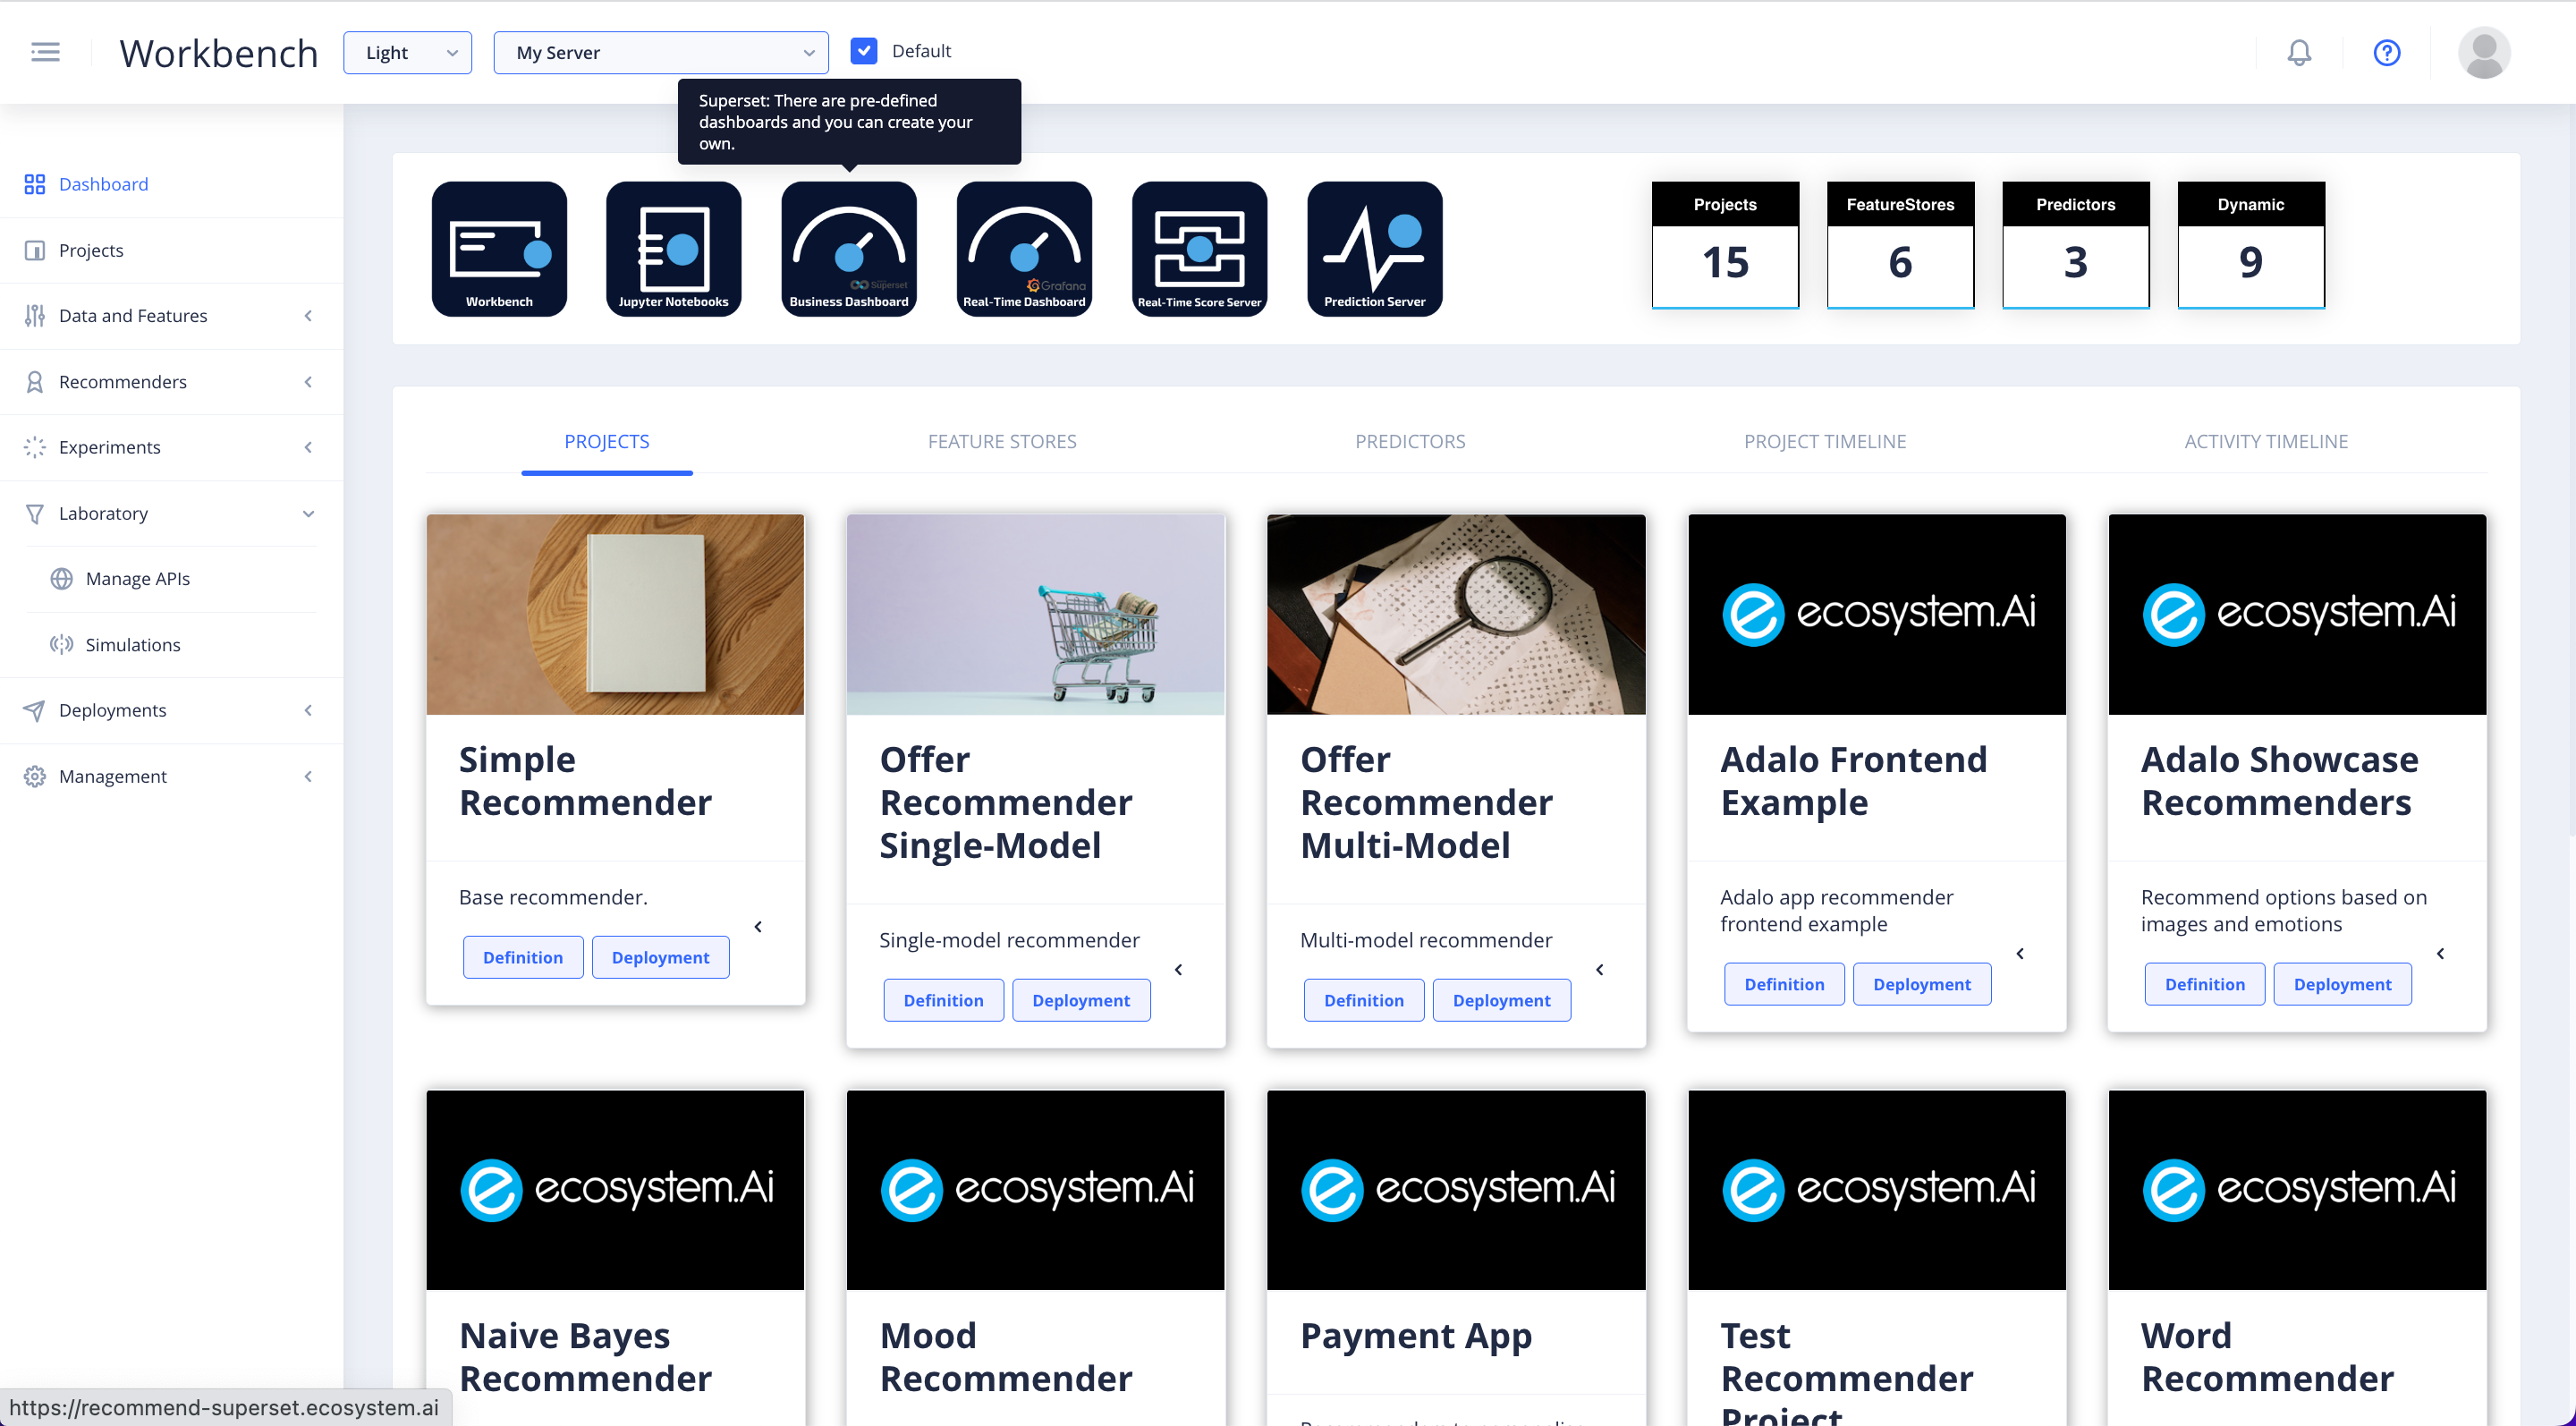 Workbench
Light
My Server
Default
Superset: There are pre-defined
dashboards and you can create your
own.
Dashboard
Projects
Data and Features
Recommenders
Experiments
Laboratory
Manage APIs
Simulations
Deployments
Management
Workbench
Jupyter Notebooks
Superset
Business Dashboard
Grafana
Real-Time Dashboard
Real-Time Score Server
Prediction Server
Projects
15
FeatureStores
6
Predictors
3
Dynamic
9
PROJECTS
FEATURE STORES
PREDICTORS
PROJECT TIMELINE
ACTIVITY TIMELINE
Simple
Recommender
Base recommender.
Definition
Deployment
Offer
Recommender
Single-Model
Single-model recommender
Definition
Deployment
Offer
Recommender
Multi-Model
Multi-model recommender
Definition
Deployment
ecosystem.Ai
Adalo Frontend
Example
Adalo app recommender
frontend example
Definition
Deployment
ecosystem.Ai
Adalo Showcase
Recommenders
Recommend options based on
images and emotions
Definition
Deployment
ecosystem.Ai
Naive Bayes
Recommender
ecosystem.Ai
Mood
Recommender
ecosystem.Ai
Payment App
ecosystem.Ai
Test
Recommender
Project
ecosystem.Ai
Word
Recommender
https://recommend-superset.ecosystem.ai